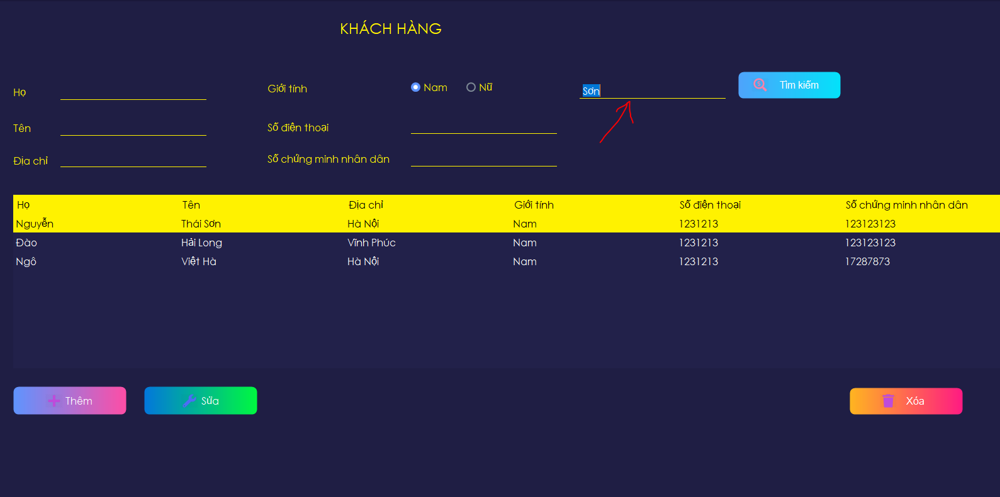 KHÁCH HÀNG
Họ
Giới tính
Nam
Nữ
Sơn
Tìm kiếm
Tên
Số điện thoại
Địa chỉ
Số chứng minh nhân dân
Họ Tên Địa chỉ Giới tính Số điện thoại Số chứng minh nhân dân
Nguyễn Thái Sơn Hà Nội Nam 1231213 123123123
Đào Hải Long Vĩnh Phúc Nam 1231213 123123123
Ngô Việt Hà Hà Nội Nam 1231213 17287873
Thêm
Sửa
Xóa